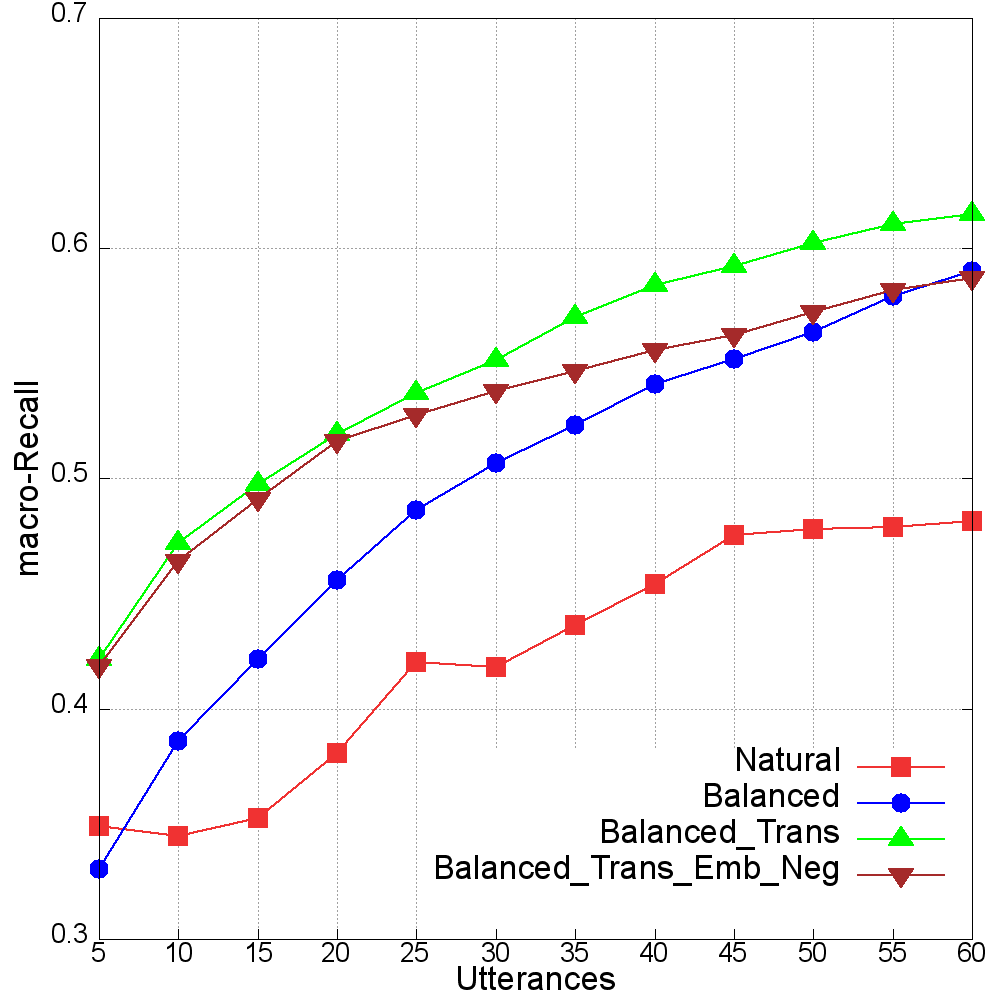 0.7
0.6
0.5
0.4
0.3
macro-Recall
Natural
Balanced
Balanced_Trans
Balanced_Trans_Emb_Neg
5 10 15 20 25 30 35 40 45 50 55 60
Utterances